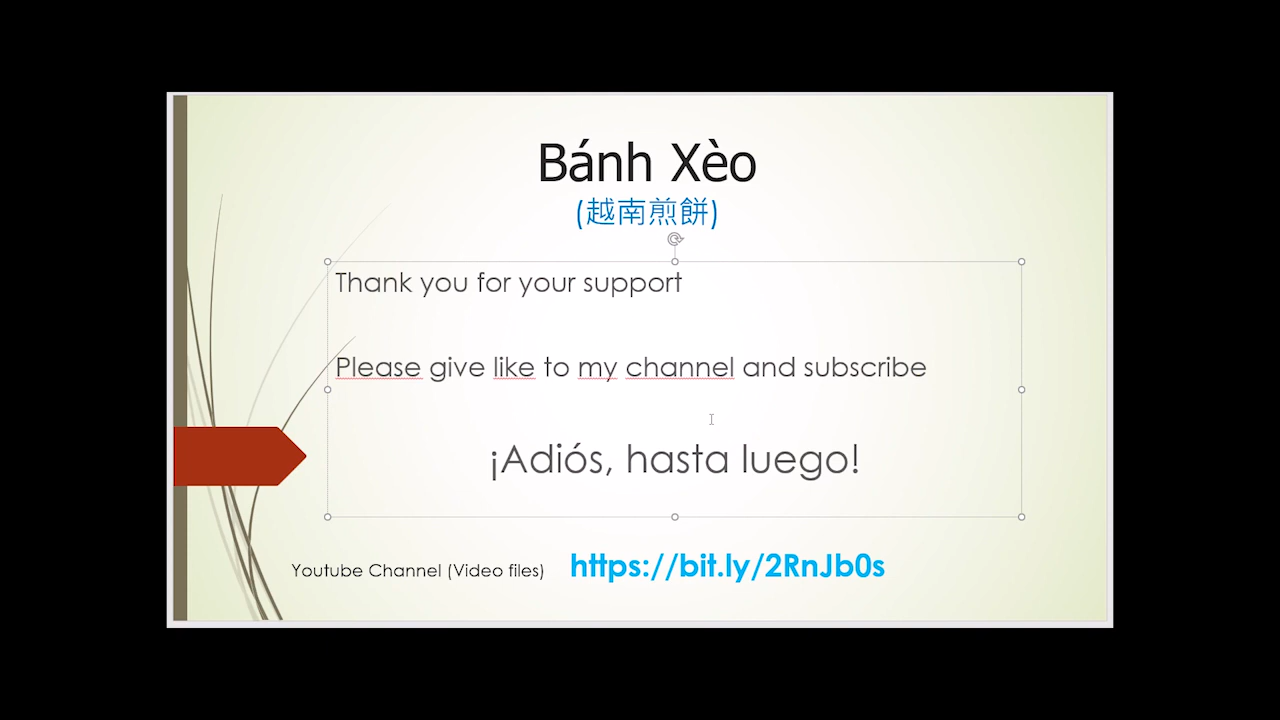 Bánh Xèo
(越南煎餅)
Thank you for your support
Please give like to my channel and subscribe
¡Adiós, hasta luego!
Youtube Channel (Video files) https://bit.ly/2RnJb0s